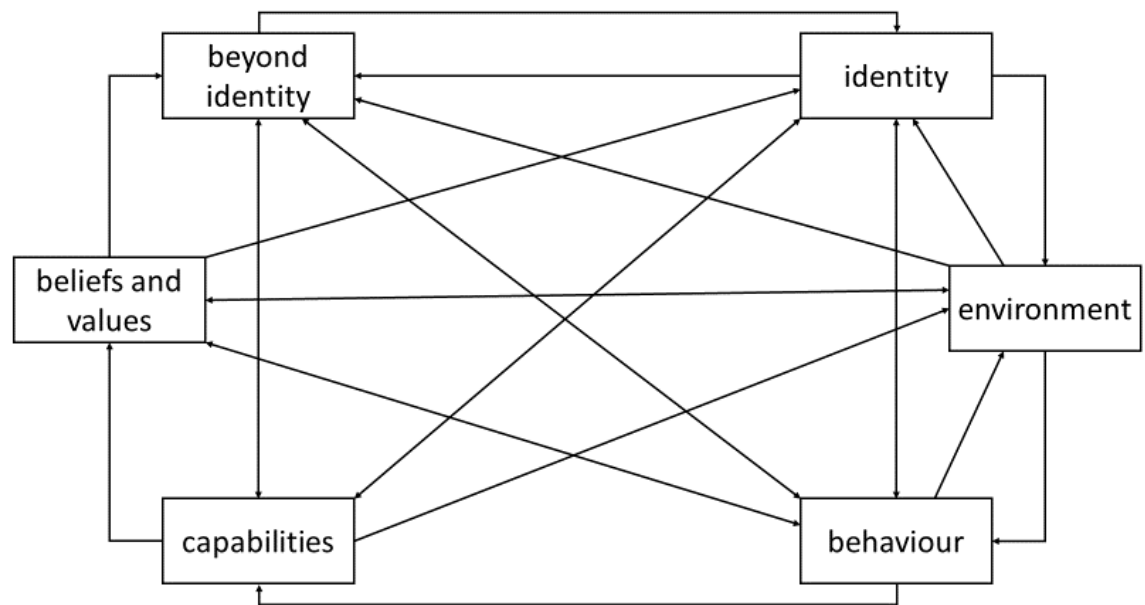 beyond
identity
identity
beliefs and
values
environment
capabilities
behaviour